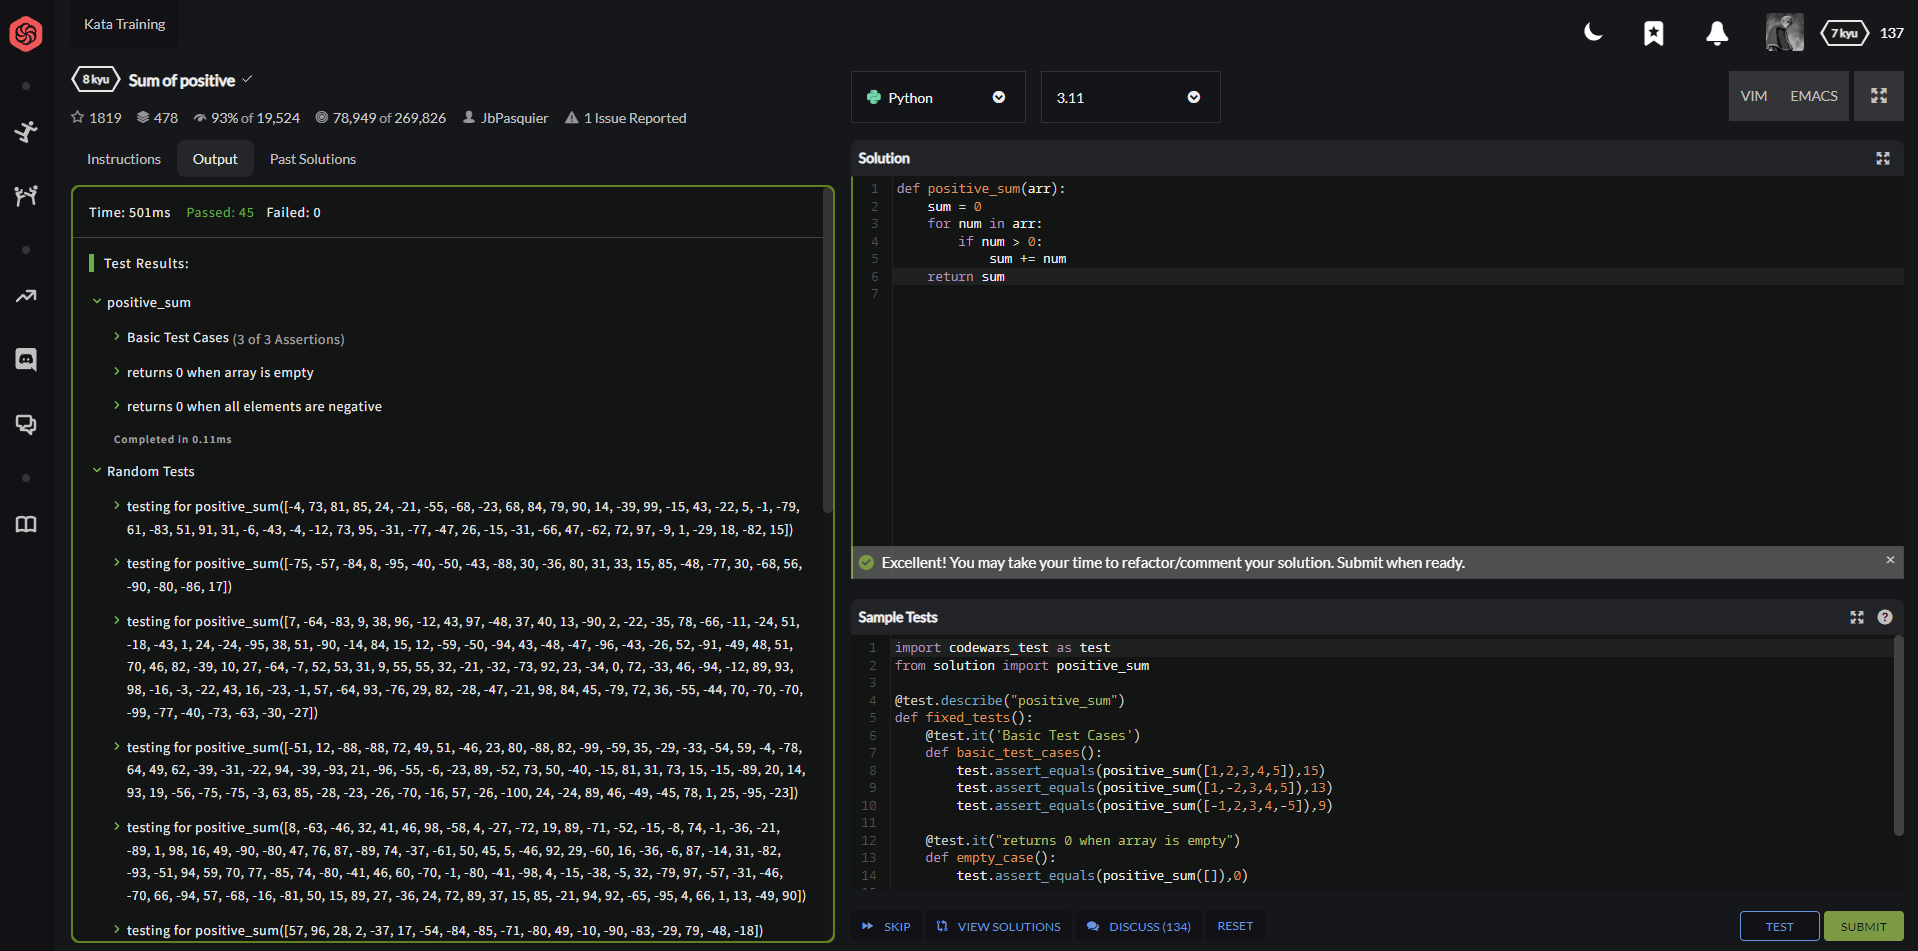 Kata Training
7 kyu 137
8 kyu Sum of positive
1819 478 93% of 19,524 78,949 of 269,826 JbPasquier 1 Issue Reported
Instructions Output Past Solutions
Time: 501ms Passed: 45 Failed: 0
Test Results:
positive_sum
Basic Test Cases (3 of 3 Assertions)
returns 0 when array is empty
returns 0 when all elements are negative
Completed in 0.11ms
Random Tests
testing for positive_sum([-4, 73, 81, 85, 24, -21, -55, -68, -23, 68, 84, 79, 90, 14, -39, 99, -15, 43, -22, 5, -1, -79,
61, -83, 51, 91, 31, -6, -43, -4, -12, 73, 95, -31, -77, -47, 26, -15, -31, -66, 47, -62, 72, 97, -9, 1, -29, 18, -82, 15])
testing for positive_sum([-75, -57, -84, 8, -95, -40, -50, -43, -88, 30, -36, 80, 31, 33, 15, 85, -48, -77, 30, -68, 56,
-90, -80, -86, 17])
testing for positive_sum([7, -64, -83, 9, 38, 96, -12, 43, 97, -48, 37, 40, 13, -90, 2, -22, -35, 78, -66, -11, -24, 51,
-18, -43, 1, 24, -24, -95, 38, 51, -90, -14, 84, 15, 12, -59, -50, -94, 43, -48, -47, -96, -43, -26, 52, -91, -49, 48, 51,
70, 46, 82, -39, 10, 27, -64, -7, 52, 53, 31, 9, 55, 55, 32, -21, -32, -73, 92, 23, -34, 0, 72, -33, 46, -94, -12, 89, 93,
98, -16, -3, -22, 43, 16, -23, -1, 57, -64, 93, -76, 29, 82, -28, -47, -21, 98, 84, 45, -79, 72, 36, -55, -44, 70, -70, -70,
-99, -77, -40, -73, -63, -30, -27])
testing for positive_sum([-51, 12, -88, -88, 72, 49, 51, -46, 23, 80, -88, 82, -99, -59, 35, -29, -33, -54, 59, -4, -78,
64, 49, 62, -39, -31, -22, 94, -39, -93, 21, -96, -55, -6, -23, 89, -52, 73, 50, -40, -15, 81, 31, 73, 15, -15, -89, 20, 14,
93, 19, -56, -75, -75, -3, 63, 85, -28, -23, -26, -70, -16, 57, -26, -100, 24, -24, 89, 46, -49, -45, 78, 1, 25, -95, -23])
testing for positive_sum([8, -63, -46, 32, 41, 46, 98, -58, 4, -27, -72, 19, 89, -71, -52, -15, -8, 74, -1, -36, -21,
-89, 1, 98, 16, 49, -90, -80, 47, 76, 87, -89, 74, -37, -61, 50, 45, 5, -46, 92, 29, -60, 16, -36, -6, 87, -14, 31, -82,
-93, -51, 94, 59, 70, 77, -85, 74, -80, -41, 46, 60, -70, -1, -80, -41, -98, 4, -15, -38, -5, 32, -79, 97, -57, -31, -46,
-70, 66, -94, 57, -68, -16, -81, 50, 15, 89, 27, -36, 24, 72, 89, 37, 15, 85, -21, 94, 92, -65, -95, 4, 66, 1, 13, -49, 90])
testing for positive_sum([57, 96, 28, 2, -37, 17, -54, -84, -85, -71, -80, 49, -10, -90, -83, -29, 79, -48, -18])
Python 3.11 VIM EMACS
Solution
1 def positive_sum(arr):
2 sum = 0
3 for num in arr:
4 if num > 0:
5 sum += num
6 return sum
7
Excellent! You may take your time to refactor/comment your solution. Submit when ready.
Sample Tests
1 import codewars_test as test
2 from solution import positive_sum
3
4 @test.describe("positive_sum")
5 def fixed_tests():
6 @test.it('Basic Test Cases')
7 def basic_test_cases():
8 test.assert_equals(positive_sum([1,2,3,4,5]),15)
9 test.assert_equals(positive_sum([1,-2,3,4,5]),13)
10 test.assert_equals(positive_sum([-1,2,3,4,-5]),9)
11
12 @test.it("returns 0 when array is empty")
13 def empty_case():
14 test.assert_equals(positive_sum([]),0)
SKIP VIEW SOLUTIONS DISCUSS (134) RESET TEST SUBMIT